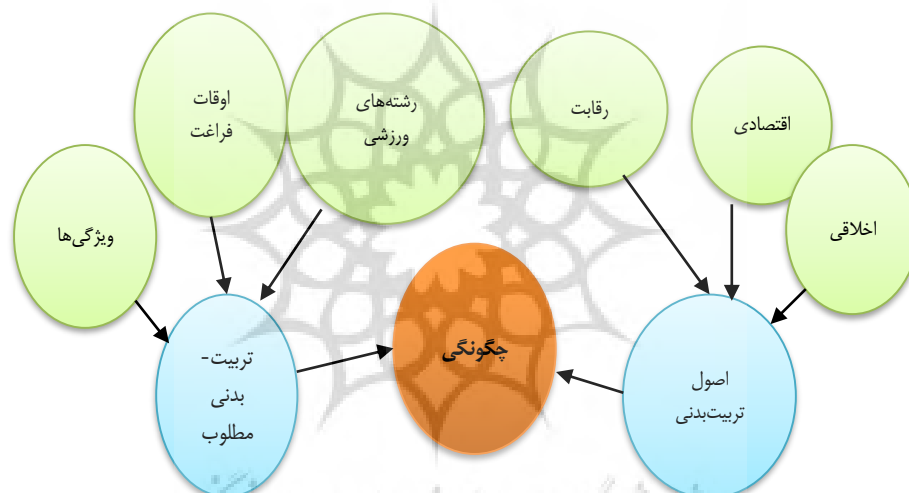 اوقات
فراغت
رشته‌های
ورزشی
رقابت
اقتصادی
ویژگی‌ها
اخلاقی
چگونگی
تربیت-
بدنی
مطلوب
اصول
تربیت‌بدنی